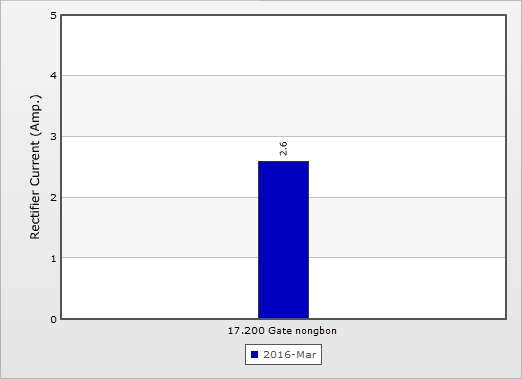 5
4
3
2
1
0
Rectifier Current (Amp.)
2.6
17.200 Gate nongbon
2016-Mar